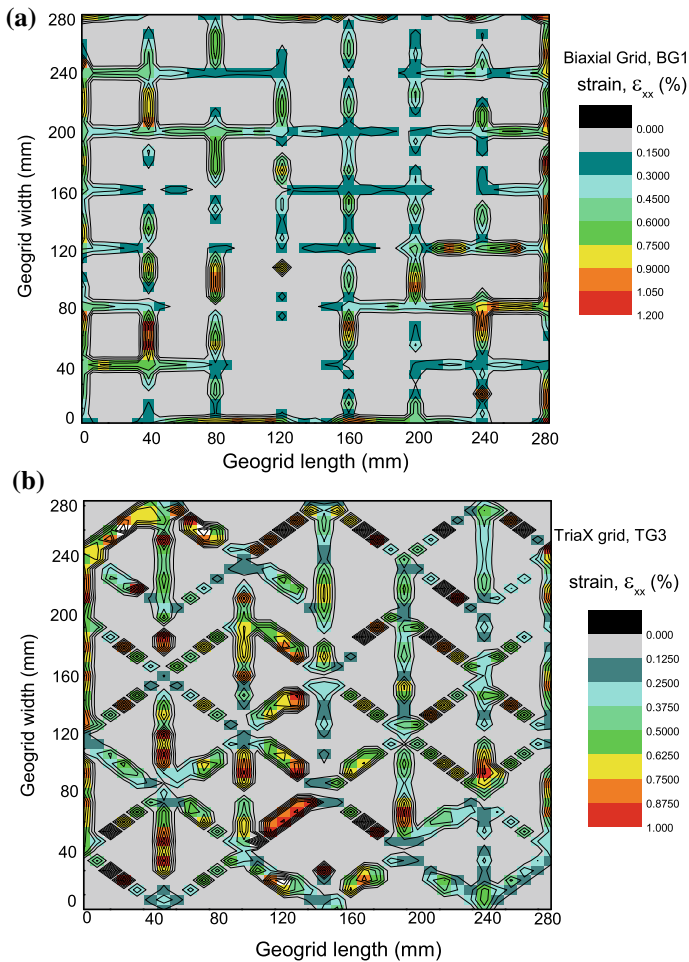 (a)
280
240
200
160
120
80
40
0
Geogrid width (mm)
0 40 80 120 160 200 240 280
Geogrid length (mm)
Biaxial Grid, BG1
strain, εxx (%)
0.000
0.1500
0.3000
0.4500
0.6000
0.7500
0.9000
1.050
1.200
(b)
280
240
200
160
120
80
40
0
Geogrid width (mm)
0 40 80 120 160 200 240 280
Geogrid length (mm)
TriaX grid, TG3
strain, εxx (%)
0.000
0.1250
0.2500
0.3750
0.5000
0.6250
0.7500
0.8750
1.000